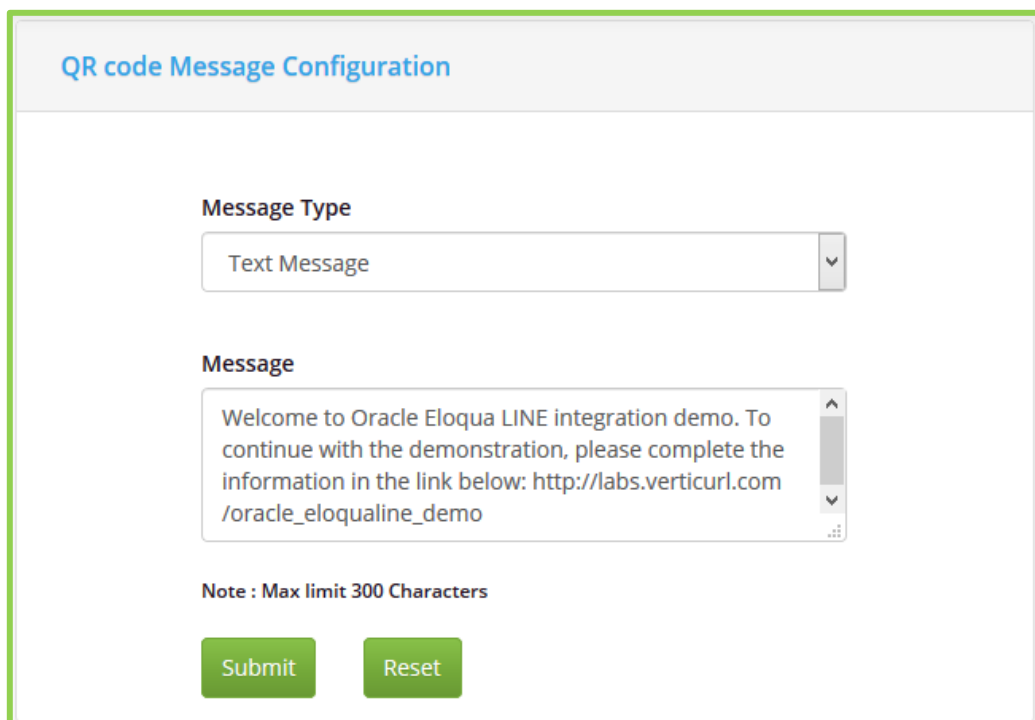 QR code Message Configuration
Message Type
Text Message
Message
Welcome to Oracle Eloqua LINE integration demo. To
continue with the demonstration, please complete the
information in the link below: http://labs.verticurl.com
/oracle_eloqualine_demo
Note : Max limit 300 Characters
Submit Reset